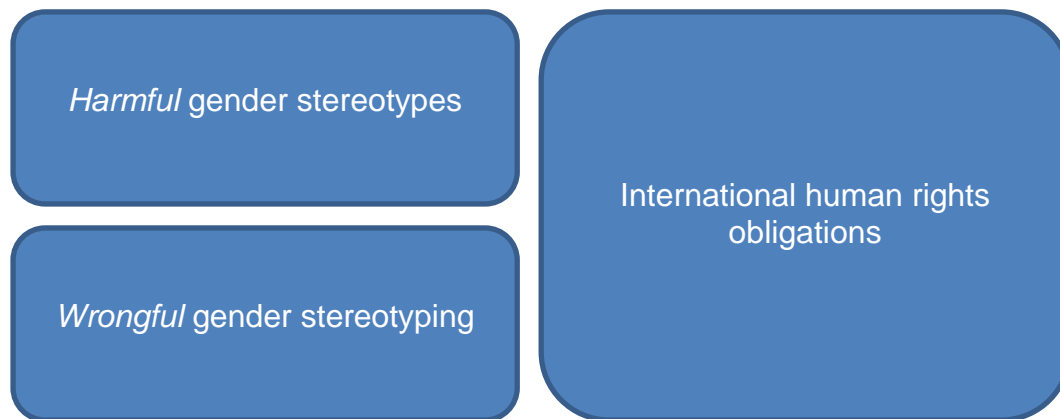 Harmful gender stereotypes
Wrongful gender stereotyping
International human rights
obligations